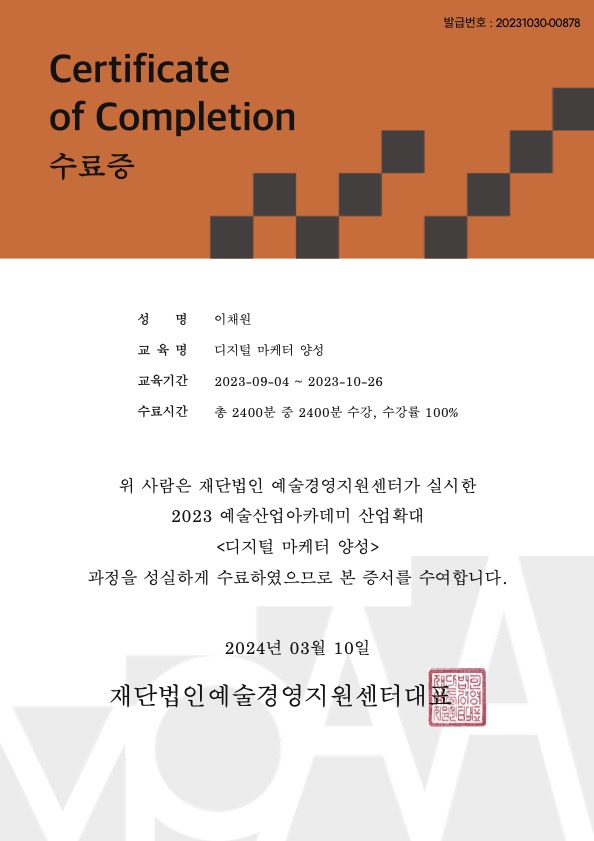 발급번호 : 20231030-00878
Certificate
of Completion
수료증
성 명 이채원
교 육 명 디지털 마케터 양성
교육기간 2023-09-04 ~ 2023-10-26
수료시간 총 2400분 중 2400분 수강, 수강률 100%
위 사람은 재단법인 예술경영지원센터가 실시한
2023 예술산업아카데미 산업확대
<디지털 마케터 양성>
과정을 성실하게 수료하였으므로 본 증서를 수여합니다.
2024년 03월 10일
재단법인예술경영지원센터대표